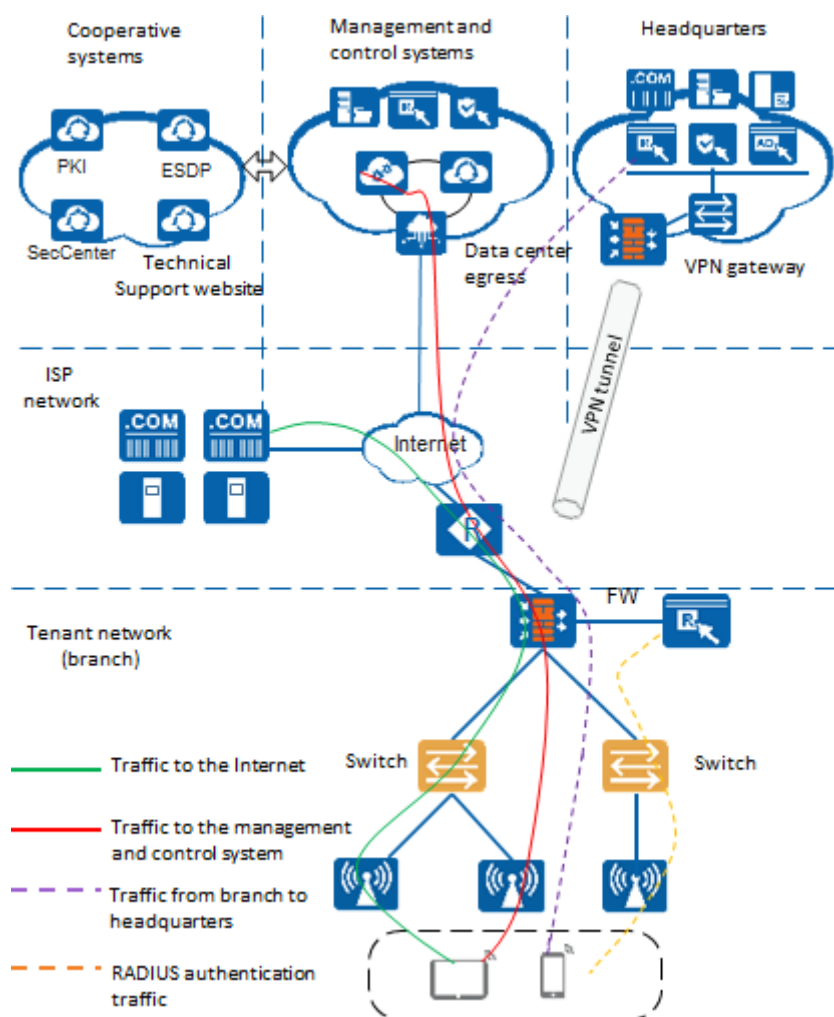 Cooperative
systems
Management and
control systems
Headquarters
.COM
R
R
AD
PKI
ESDP
SecCenter
Technical
Support website
Data center
egress
VPN gateway
VPN tunnel
ISP
network
.COM
.COM
Internet
R
FW
R
Tenant network
(branch)
Switch
Switch
Traffic to the Internet
Traffic to the management
and control system
Traffic from branch to
headquarters
RADIUS authentication
traffic